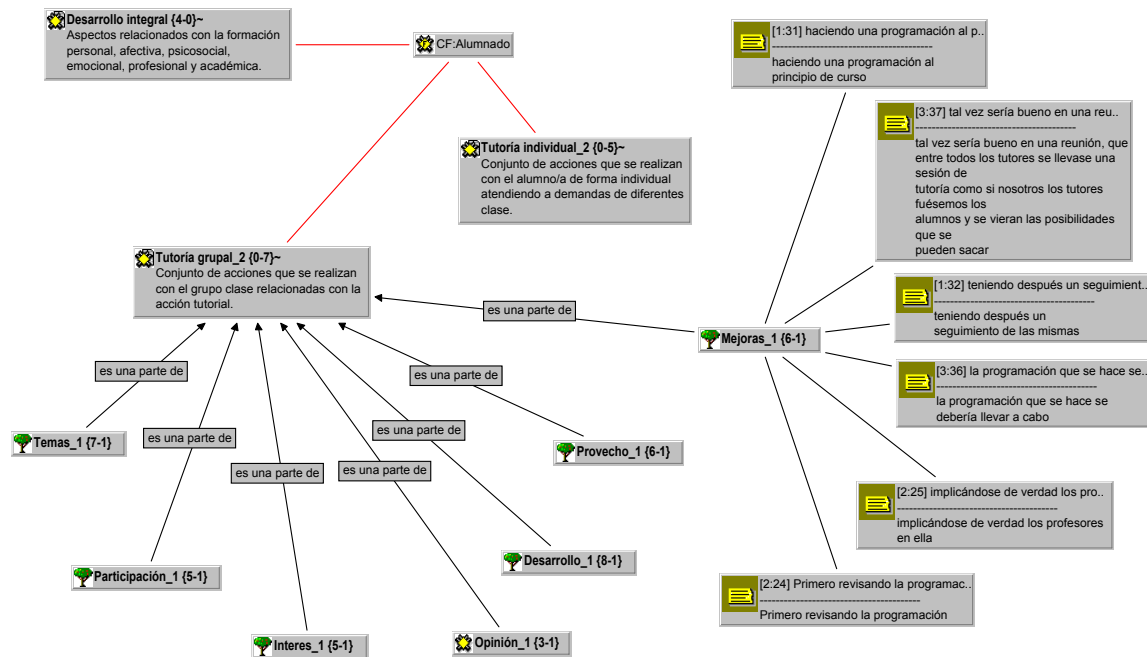 Desarrollo integral {4-0}~
Aspectos relacionados con la formación
personal, afectiva, psicosocial,
emocional, profesional y académica.
CF:Alumnado
[1:31] haciendo una programación al p..
----------------------------------------
haciendo una programación al
principio de curso
[3:37] tal vez sería bueno en una reu..
----------------------------------------
tal vez sería bueno en una reunión, que
entre todos los tutores se llevase una
sesión de
tutoría como si nosotros los tutores
fuésemos los
alumnos y se vieran las posibilidades
que se
pueden sacar
Tutoría individual_2 {0-5}~
Conjunto de acciones que se realizan
con el alumno/a de forma individual
atendiendo a demandas de diferentes
clase.
Tutoría grupal_2 {0-7}~
Conjunto de acciones que se realizan
con el grupo clase relacionadas con la
acción tutorial.
es una parte de
[1:32] teniendo después un seguimient..
----------------------------------------
teniendo después un
seguimiento de las mismas
Mejoras_1 {6-1}
[3:36] la programación que se hace se..
----------------------------------------
la programación que se hace se
debería llevar a cabo
es una parte de
es una parte de
es una parte de
es una parte de
es una parte de
es una parte de
Temas_1 {7-1}
Provecho_1 {6-1}
[2:25] implicándose de verdad los pro..
----------------------------------------
implicándose de verdad los profesores
en ella
Desarrollo_1 {8-1}
Participación_1 {5-1}
[2:24] Primero revisando la programac..
----------------------------------------
Primero revisando la programación
Interes_1 {5-1}
Opinión_1 {3-1}